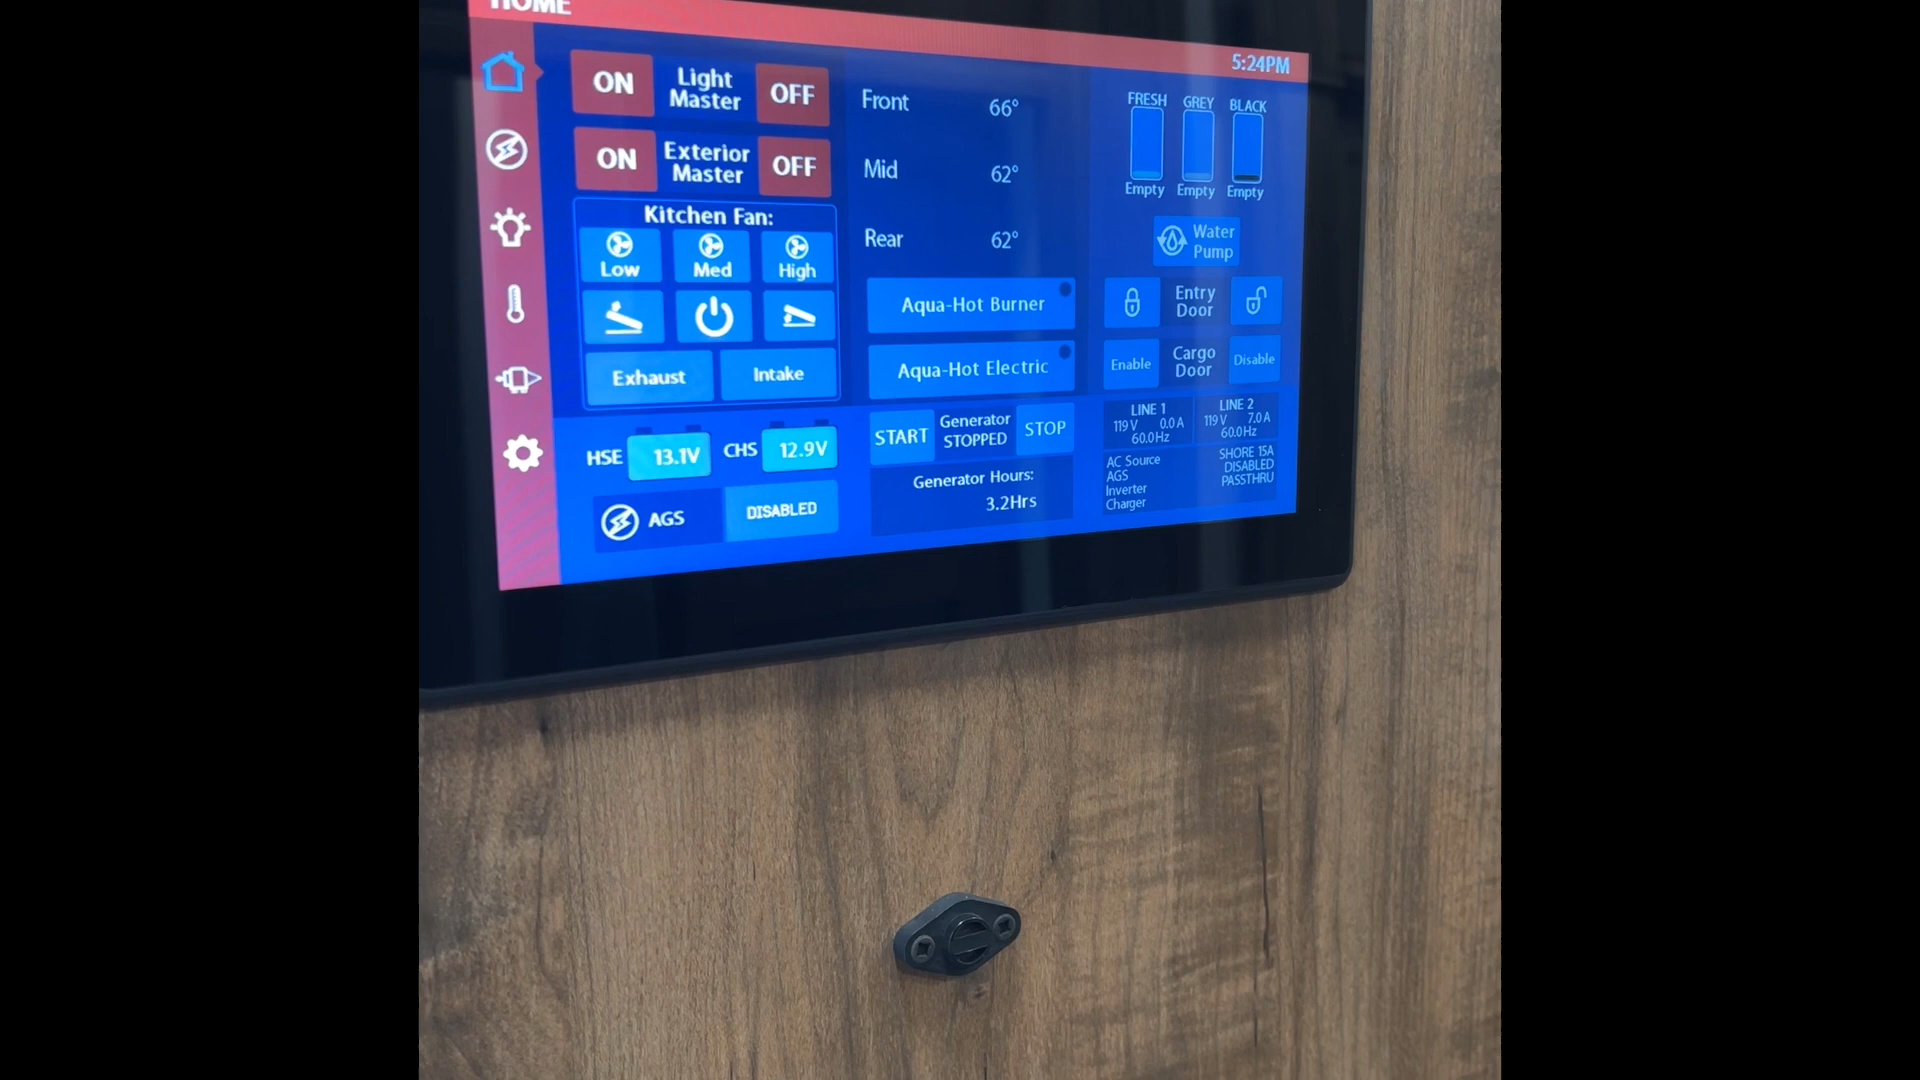 HOME
5:24PM
ON Light Master OFF
ON Exterior Master OFF
Kitchen Fan:
Low Med High
Exhaust Intake
HSE 13.1V CHS 12.9V
AGS DISABLED
Front 66°
Mid 62°
Rear 62°
Aqua-Hot Burner
Aqua-Hot Electric
START Generator STOPPED STOP
Generator Hours:
3.2Hrs
FRESH GREY BLACK
Empty Empty Empty
Water Pump
Entry Door
Enable Cargo Door Disable
LINE 1
119V 0.0A
60.0Hz
LINE 2
119V 7.0A
60.0Hz
AC Source SHORE 15A
AGS DISABLED
Inverter PASSTHRU
Charger